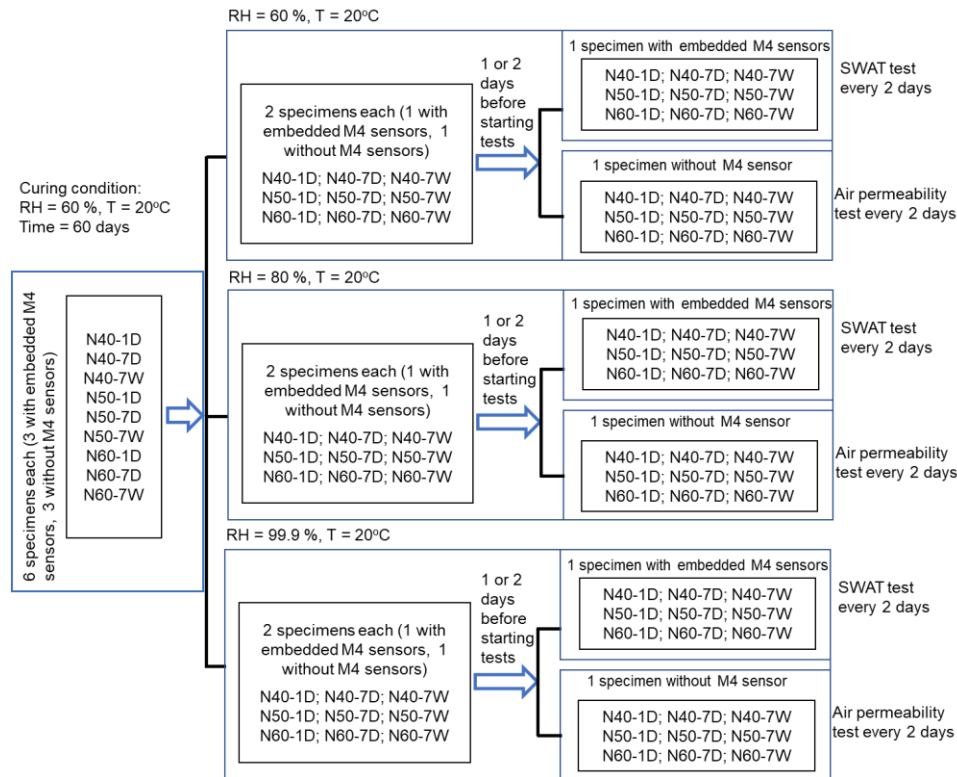 Curing condition:
RH = 60 %, T = 20°C
Time = 60 days
6 specimens each (3 with embedded M4
sensors, 3 without M4 sensors)
N40-1D
N40-7D
N40-7W
N50-1D
N50-7D
N50-7W
N60-1D
N60-7D
N60-7W
RH = 60 %, T = 20°C
2 specimens each (1 with
embedded M4 sensors, 1
without M4 sensors)
N40-1D; N40-7D; N40-7W
N50-1D; N50-7D; N50-7W
N60-1D; N60-7D; N60-7W
1 or 2
days
before
starting
tests
1 specimen with embedded M4 sensors
N40-1D; N40-7D; N40-7W
N50-1D; N50-7D; N50-7W
N60-1D; N60-7D; N60-7W
SWAT test
every 2 days
1 specimen without M4 sensor
N40-1D; N40-7D; N40-7W
N50-1D; N50-7D; N50-7W
N60-1D; N60-7D; N60-7W
Air permeability
test every 2 days
RH = 80 %, T = 20°C
2 specimens each (1 with
embedded M4 sensors, 1
without M4 sensors)
N40-1D; N40-7D; N40-7W
N50-1D; N50-7D; N50-7W
N60-1D; N60-7D; N60-7W
1 or 2
days
before
starting
tests
1 specimen with embedded M4 sensors
N40-1D; N40-7D; N40-7W
N50-1D; N50-7D; N50-7W
N60-1D; N60-7D; N60-7W
SWAT test
every 2 days
1 specimen without M4 sensor
N40-1D; N40-7D; N40-7W
N50-1D; N50-7D; N50-7W
N60-1D; N60-7D; N60-7W
Air permeability
test every 2 days
RH = 99.9 %, T = 20°C
2 specimens each (1 with
embedded M4 sensors, 1
without M4 sensors)
N40-1D; N40-7D; N40-7W
N50-1D; N50-7D; N50-7W
N60-1D; N60-7D; N60-7W
1 or 2
days
before
starting
tests
1 specimen with embedded M4 sensors
N40-1D; N40-7D; N40-7W
N50-1D; N50-7D; N50-7W
N60-1D; N60-7D; N60-7W
SWAT test
every 2 days
1 specimen without M4 sensor
N40-1D; N40-7D; N40-7W
N50-1D; N50-7D; N50-7W
N60-1D; N60-7D; N60-7W
Air permeability
test every 2 days